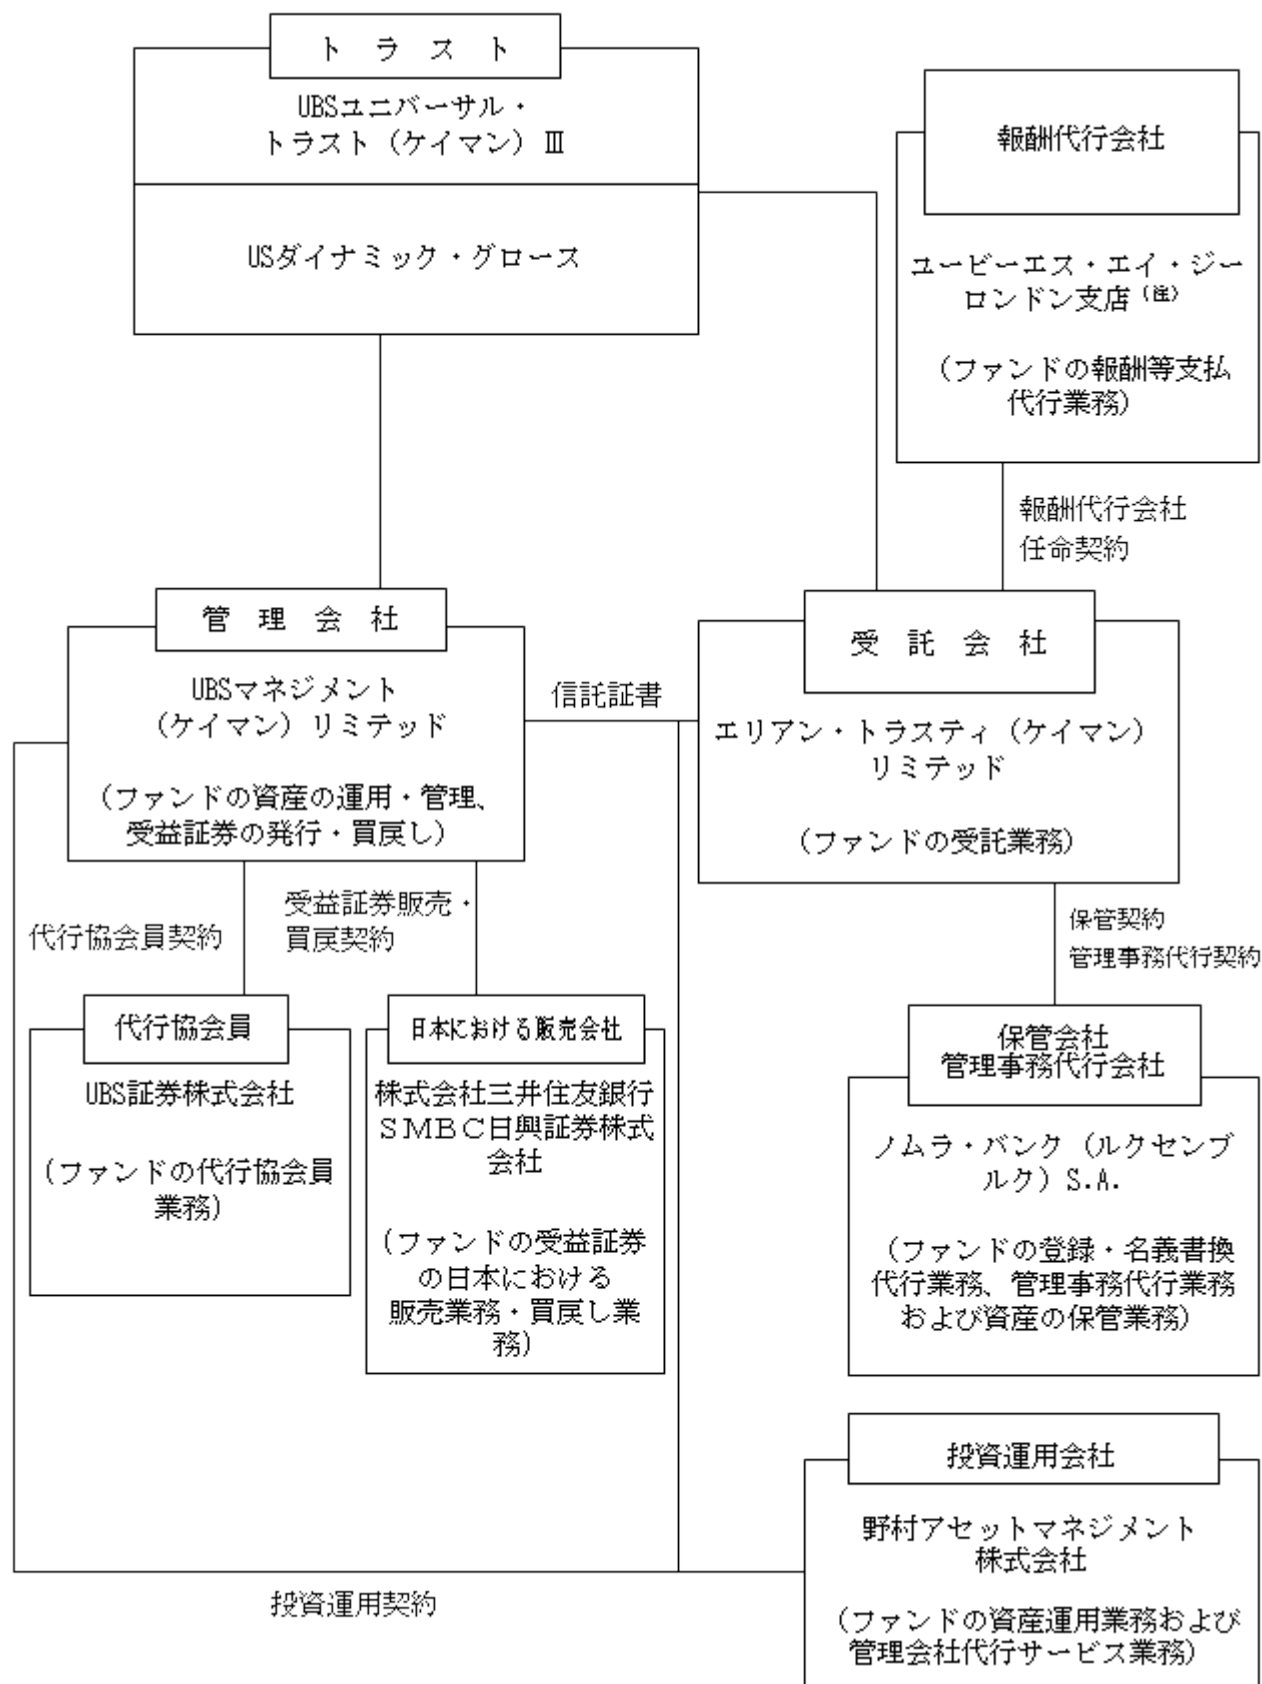 トラスト
UBSユニバーサル・
トラスト（ケイマン）Ⅲ
USダイナミック・グロース
報酬代行会社
ユービーエス・エイ・ジー
ロンドン支店（注）
（ファンドの報酬等支払
代行業務）
報酬代行会社
任命契約
管理会社
UBSマネジメント
（ケイマン）リミテッド
（ファンドの資産の運用・管理、
受益証券の発行・買戻し）
信託証書
受託会社
エリアン・トラスティ（ケイマン）
リミテッド
（ファンドの受託業務）
代行協会員契約
受益証券販売・
買戻契約
保管契約
管理事務代行契約
代行協会員
UBS証券株式会社
（ファンドの代行協会員
業務）
日本における販売会社
株式会社三井住友銀行
ＳＭＢＣ日興証券株式
会社
（ファンドの受益証券
の日本における
販売業務・買戻し業
務）
保管会社
管理事務代行会社
ノムラ・バンク（ルクセンブ
ルク）S.A.
（ファンドの登録・名義書換
代行業務、管理事務代行業務
および資産の保管業務）
投資運用会社
野村アセットマネジメント
株式会社
（ファンドの資産運用業務および
管理会社代行サービス業務）
投資運用契約